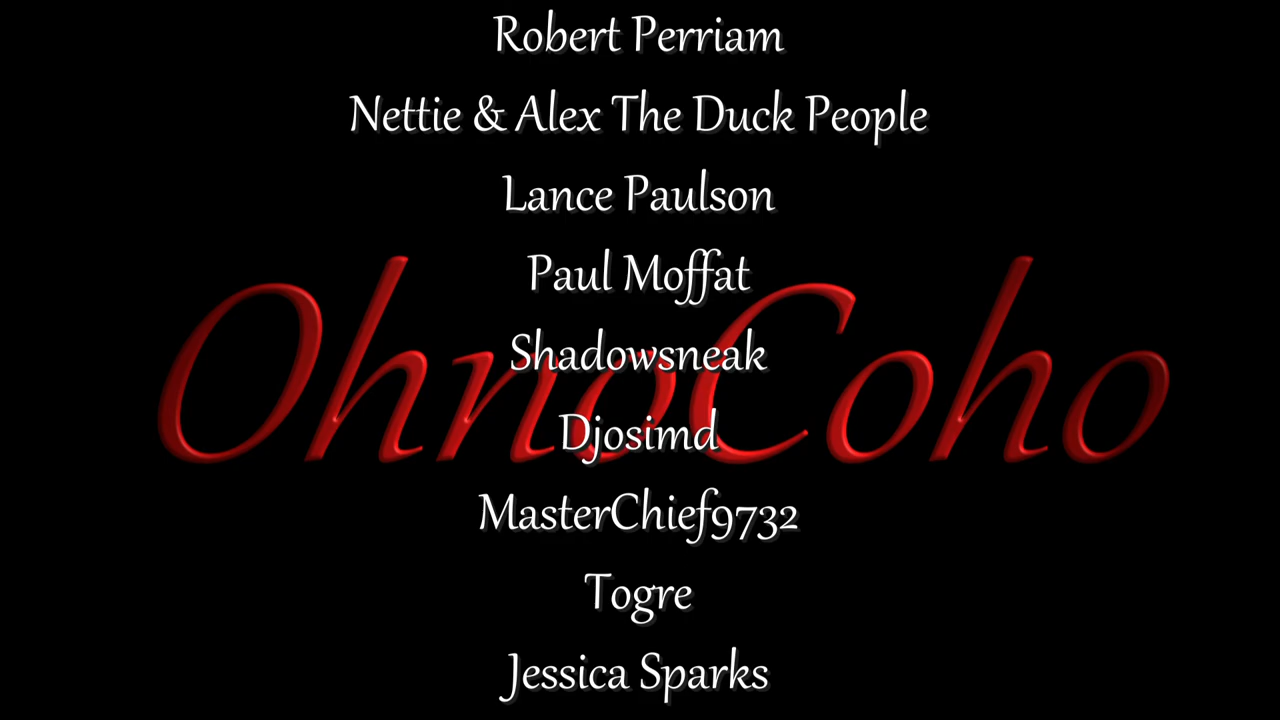 Robert Perriam
Nettie & Alex The Duck People
Lance Paulson
Paul Moffat
Shadowsneak
OhnoCoho
Djosimd
MasterChief9732
Togre
Jessica Sparks